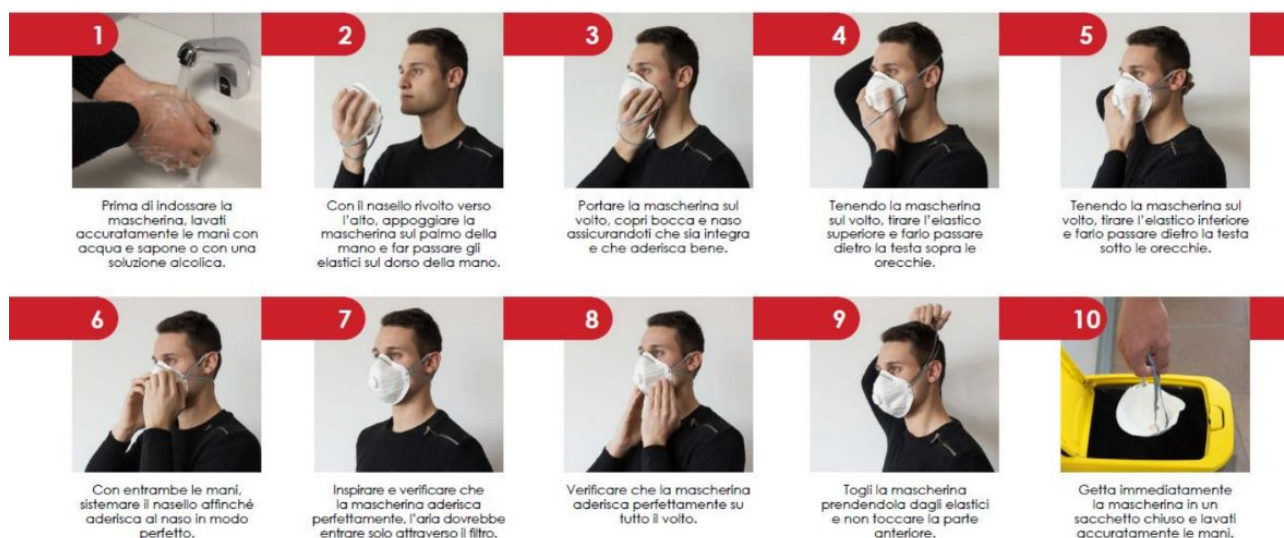 1
Prima di indossare la
mascherina, lavati
accuratamente le mani con
acqua e sapone o con una
soluzione alcolica.
2
Con il nasello rivolto verso
l'alto, appoggiare la
mascherina sul palmo della
mano e far passare gli
elastici sul dorso della mano.
3
Portare la mascherina sul
volto, copri bocca e naso
assicurandoti che sia integra
e che aderisca bene.
4
Tenendo la mascherina
sul volto, tirare l'elastico
superiore e farlo passare
dietro la testa sopra le
orecchie.
5
Tenendo la mascherina sul
volto, tirare l'elastico inferiore
e farlo passare dietro la testa
sotto le orecchie.
6
Con entrambe le mani,
sistemare il nasello affinché
aderisca al naso in modo
perfetto.
7
Inspirare e verificare che
la mascherina aderisca
perfettamente, l'aria dovrebbe
entrare solo attraverso il filtro.
8
Verificare che la mascherina
aderisca perfettamente su
tutto il volto.
9
Togli la mascherina
prendendola dagli elastici
e non toccare la parte
anteriore.
10
Getta immediatamente
la mascherina in un
sacchetto chiuso e lavati
accuratamente le mani.